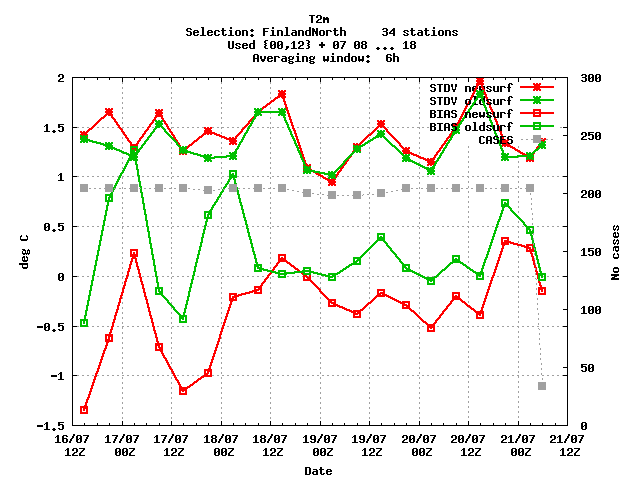 T2m
Selection: FinlandNorth 34 stations
Used {00,12} + 07 08 ... 18
Averaging window: 6h
STDV newsurf
STDV oldsurf
BIAS newsurf
BIAS oldsurf
CASES
2
1.5
1
0.5
0
-0.5
-1
-1.5
deg C
300
250
200
150
100
50
0
No cases
16/07 17/07 17/07 18/07 18/07 19/07 19/07 20/07 20/07 21/07 21/07
12Z 00Z 12Z 00Z 12Z 00Z 12Z 00Z 12Z 00Z 12Z
Date